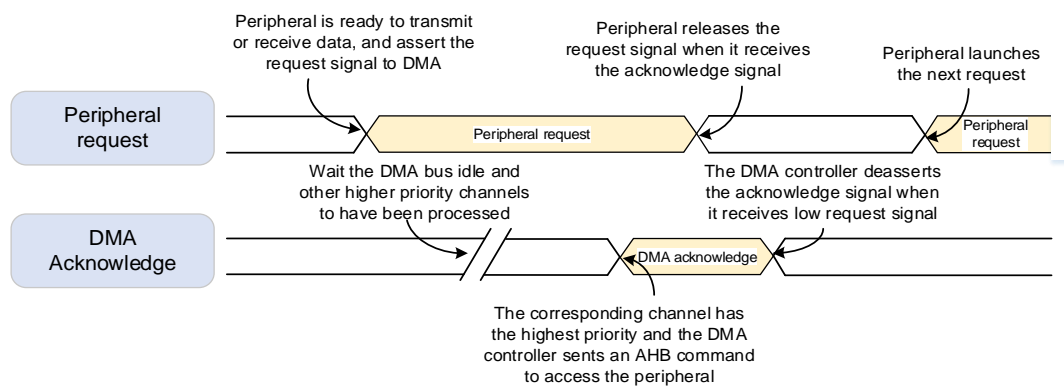 Peripheral is ready to transmit
or receive data, and assert the
request signal to DMA
Peripheral releases the
request signal when it receives
the acknowledge signal
Peripheral launches
the next request
Peripheral
request
Peripheral request
Peripheral
request
Wait the DMA bus idle and
other higher priority channels
to have been processed
The DMA controller deasserts
the acknowledge signal when
it receives low request signal
DMA
Acknowledge
DMA acknowledge
The corresponding channel has
the highest priority and the DMA
controller sents an AHB command
to access the peripheral